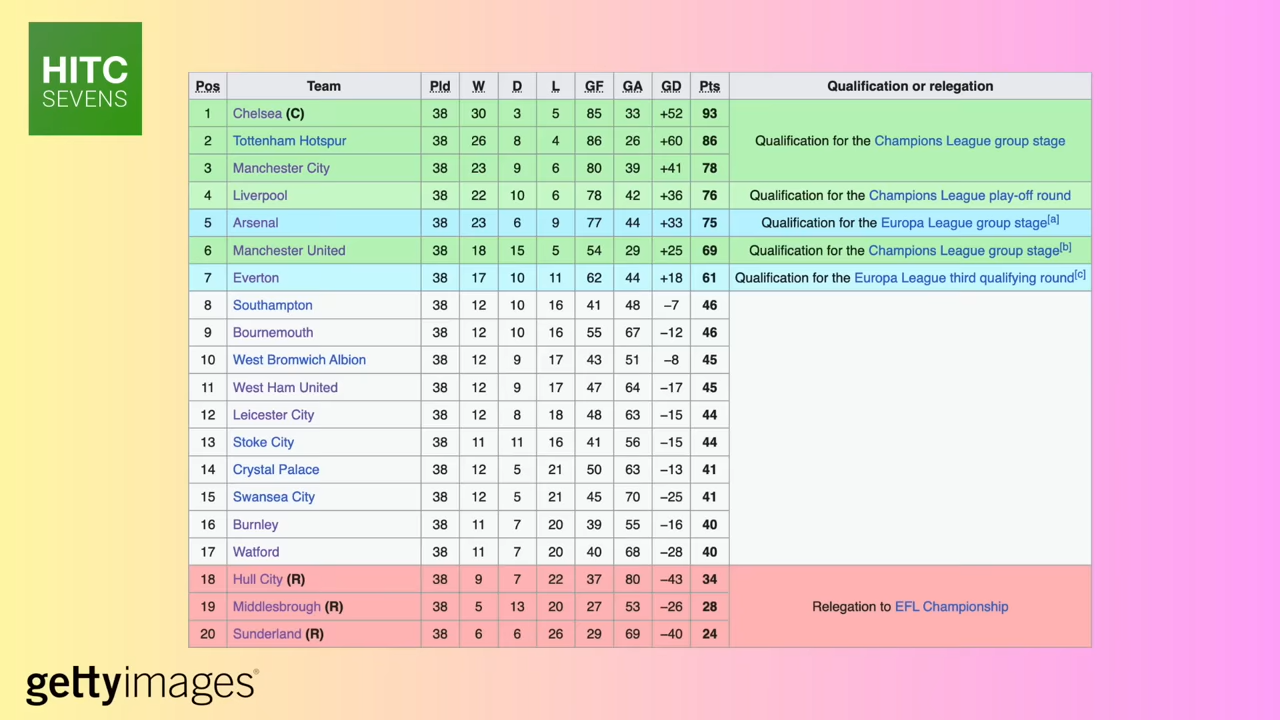 HITC
SEVENS
Pos Team Pld W D L GF GA GD Pts Qualification or relegation
1 Chelsea (C) 38 30 3 5 85 33 +52 93
2 Tottenham Hotspur 38 26 8 4 86 26 +60 86 Qualification for the Champions League group stage
3 Manchester City 38 23 9 6 80 39 +41 78
4 Liverpool 38 22 10 6 78 42 +36 76 Qualification for the Champions League play-off round
5 Arsenal 38 23 6 9 77 44 +33 75 Qualification for the Europa League group stage[a]
6 Manchester United 38 18 15 5 54 29 +25 69 Qualification for the Champions League group stage[b]
7 Everton 38 17 10 11 62 44 +18 61 Qualification for the Europa League third qualifying round[c]
8 Southampton 38 12 10 16 41 48 −7 46
9 Bournemouth 38 12 10 16 55 67 −12 46
10 West Bromwich Albion 38 12 9 17 43 51 −8 45
11 West Ham United 38 12 9 17 47 64 −17 45
12 Leicester City 38 12 8 18 48 63 −15 44
13 Stoke City 38 11 11 16 41 56 −15 44
14 Crystal Palace 38 12 5 21 50 63 −13 41
15 Swansea City 38 12 5 21 45 70 −25 41
16 Burnley 38 11 7 20 39 55 −16 40
17 Watford 38 11 7 20 40 68 −28 40
18 Hull City (R) 38 9 7 22 37 80 −43 34
19 Middlesbrough (R) 38 5 13 20 27 53 −26 28 Relegation to EFL Championship
20 Sunderland (R) 38 6 6 26 29 69 −40 24
gettyimages®